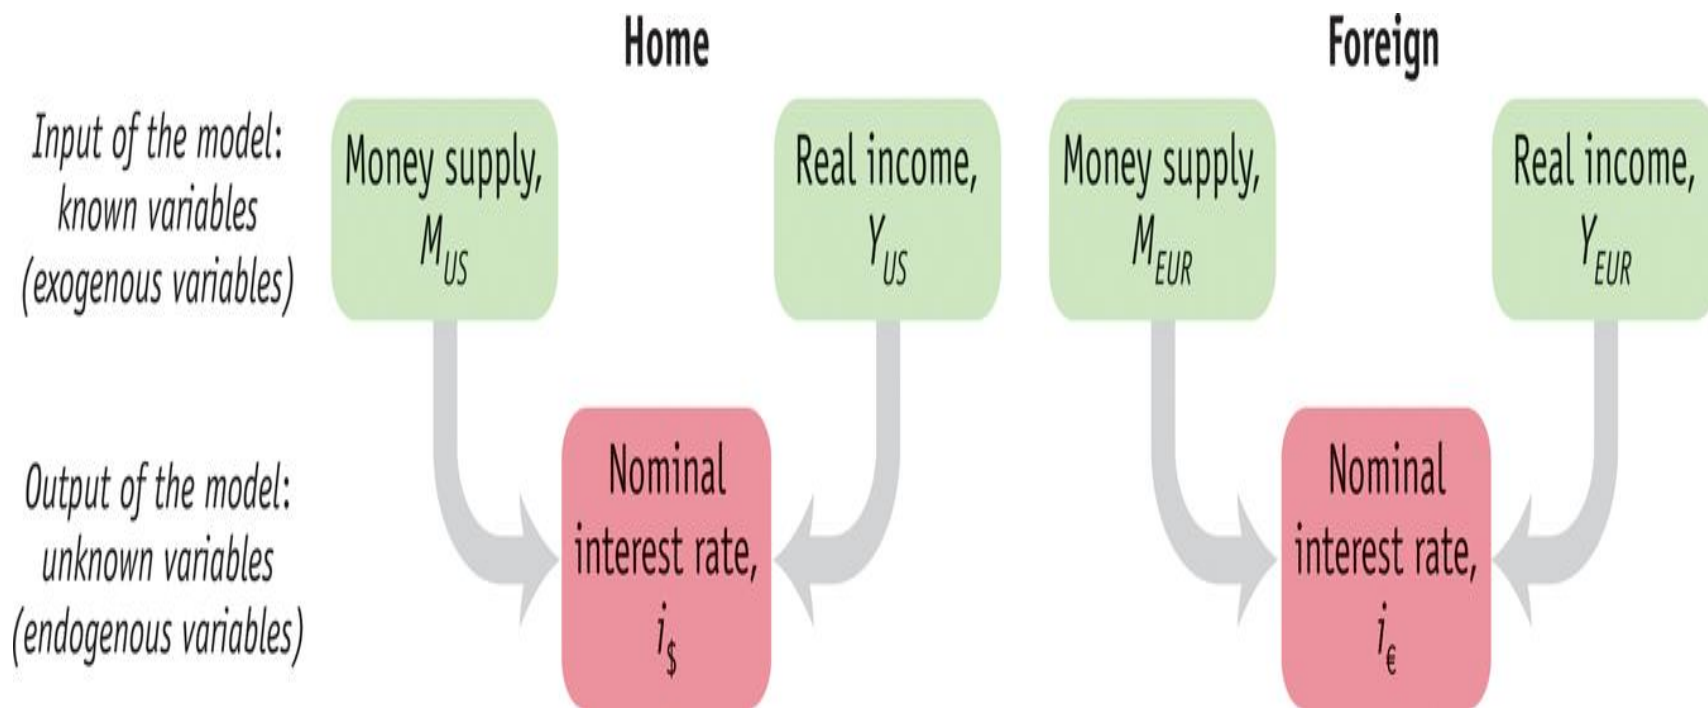 Home
Foreign
Input of the model:
known variables
(exogenous variables)
Money supply,
M_US
Real income,
Y_US
Money supply,
M_EUR
Real income,
Y_EUR
Output of the model:
unknown variables
(endogenous variables)
Nominal
interest rate,
i_$
Nominal
interest rate,
i_€